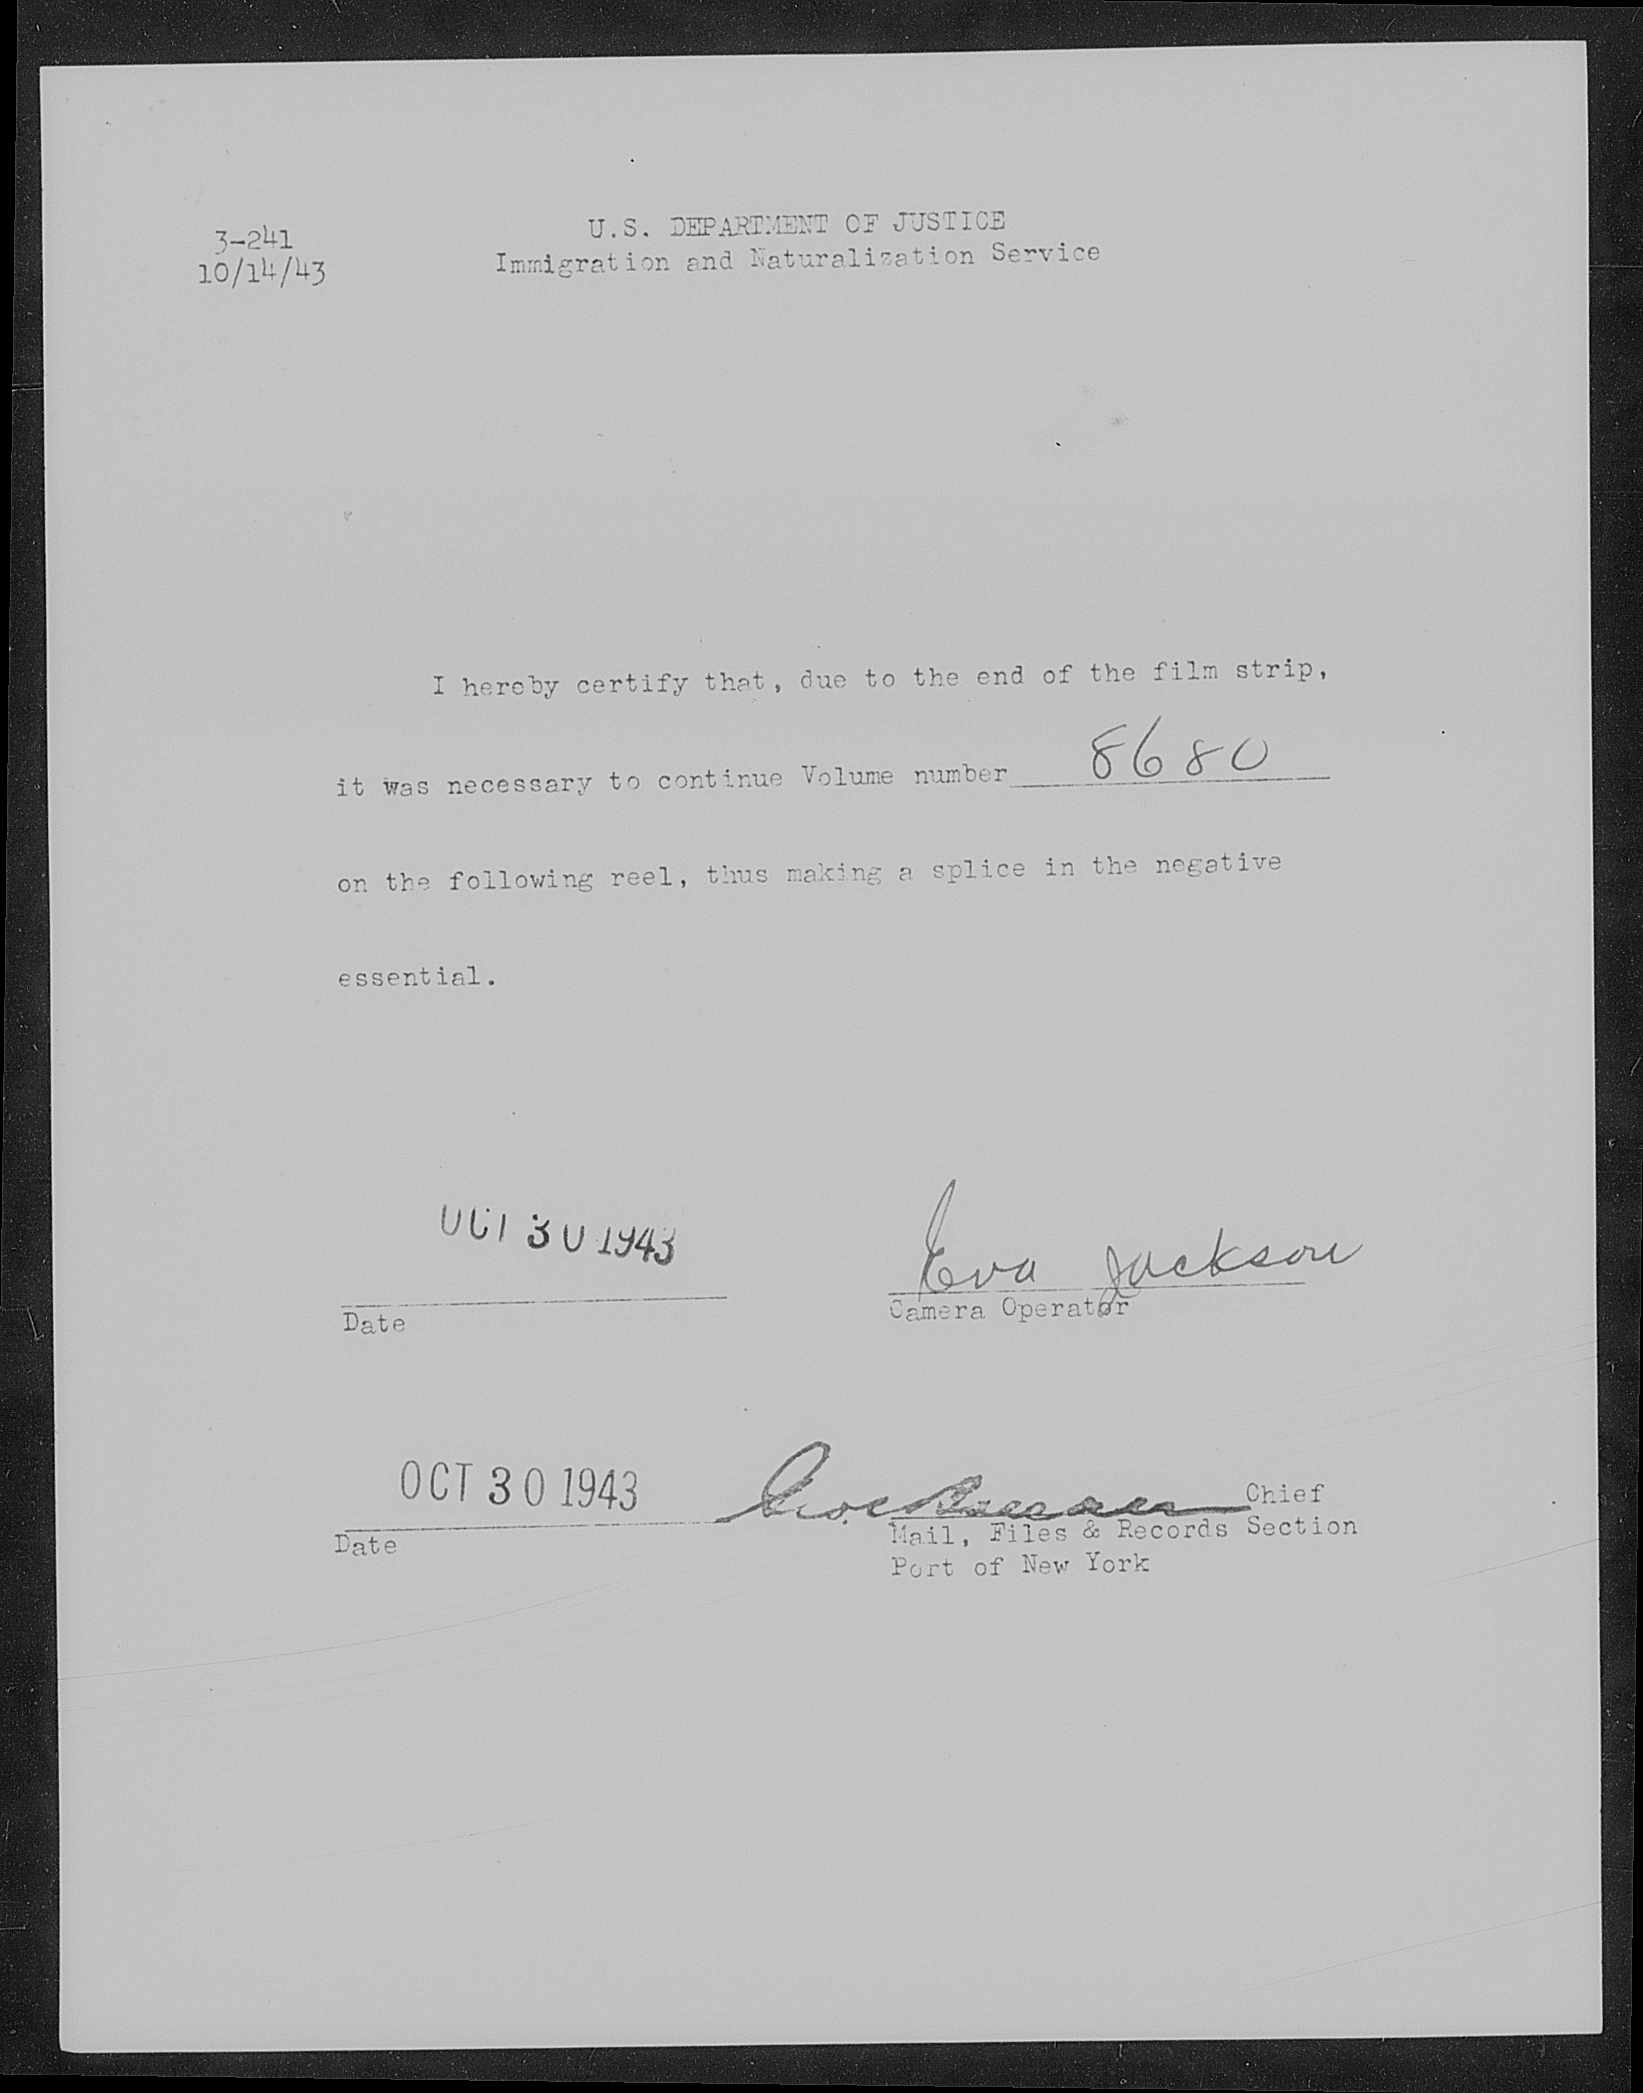 3-241
10/14/43
U.S. DEPARTMENT OF JUSTICE
Immigration and Naturalization Service
I hereby certify that, due to the end of the film strip,
it was necessary to continue Volume number 8680
on the following reel, thus making a splice in the negative
essential.
OCT 30 1943
Eva Jackson
Date
Camera Operator
OCT 30 1943
Chief
Date
Mail, Files & Records Section
Port of New York